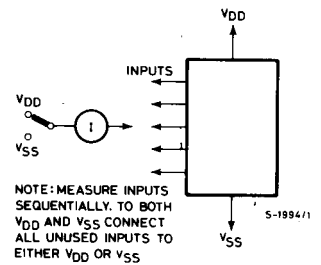 VDD
INPUTS
VDD
I
VSS
NOTE: MEASURE INPUTS
SEQUENTIALLY. TO BOTH
VDD AND VSS CONNECT
ALL UNUSED INPUTS TO
EITHER VDD OR VSS
S-1994/1
VSS